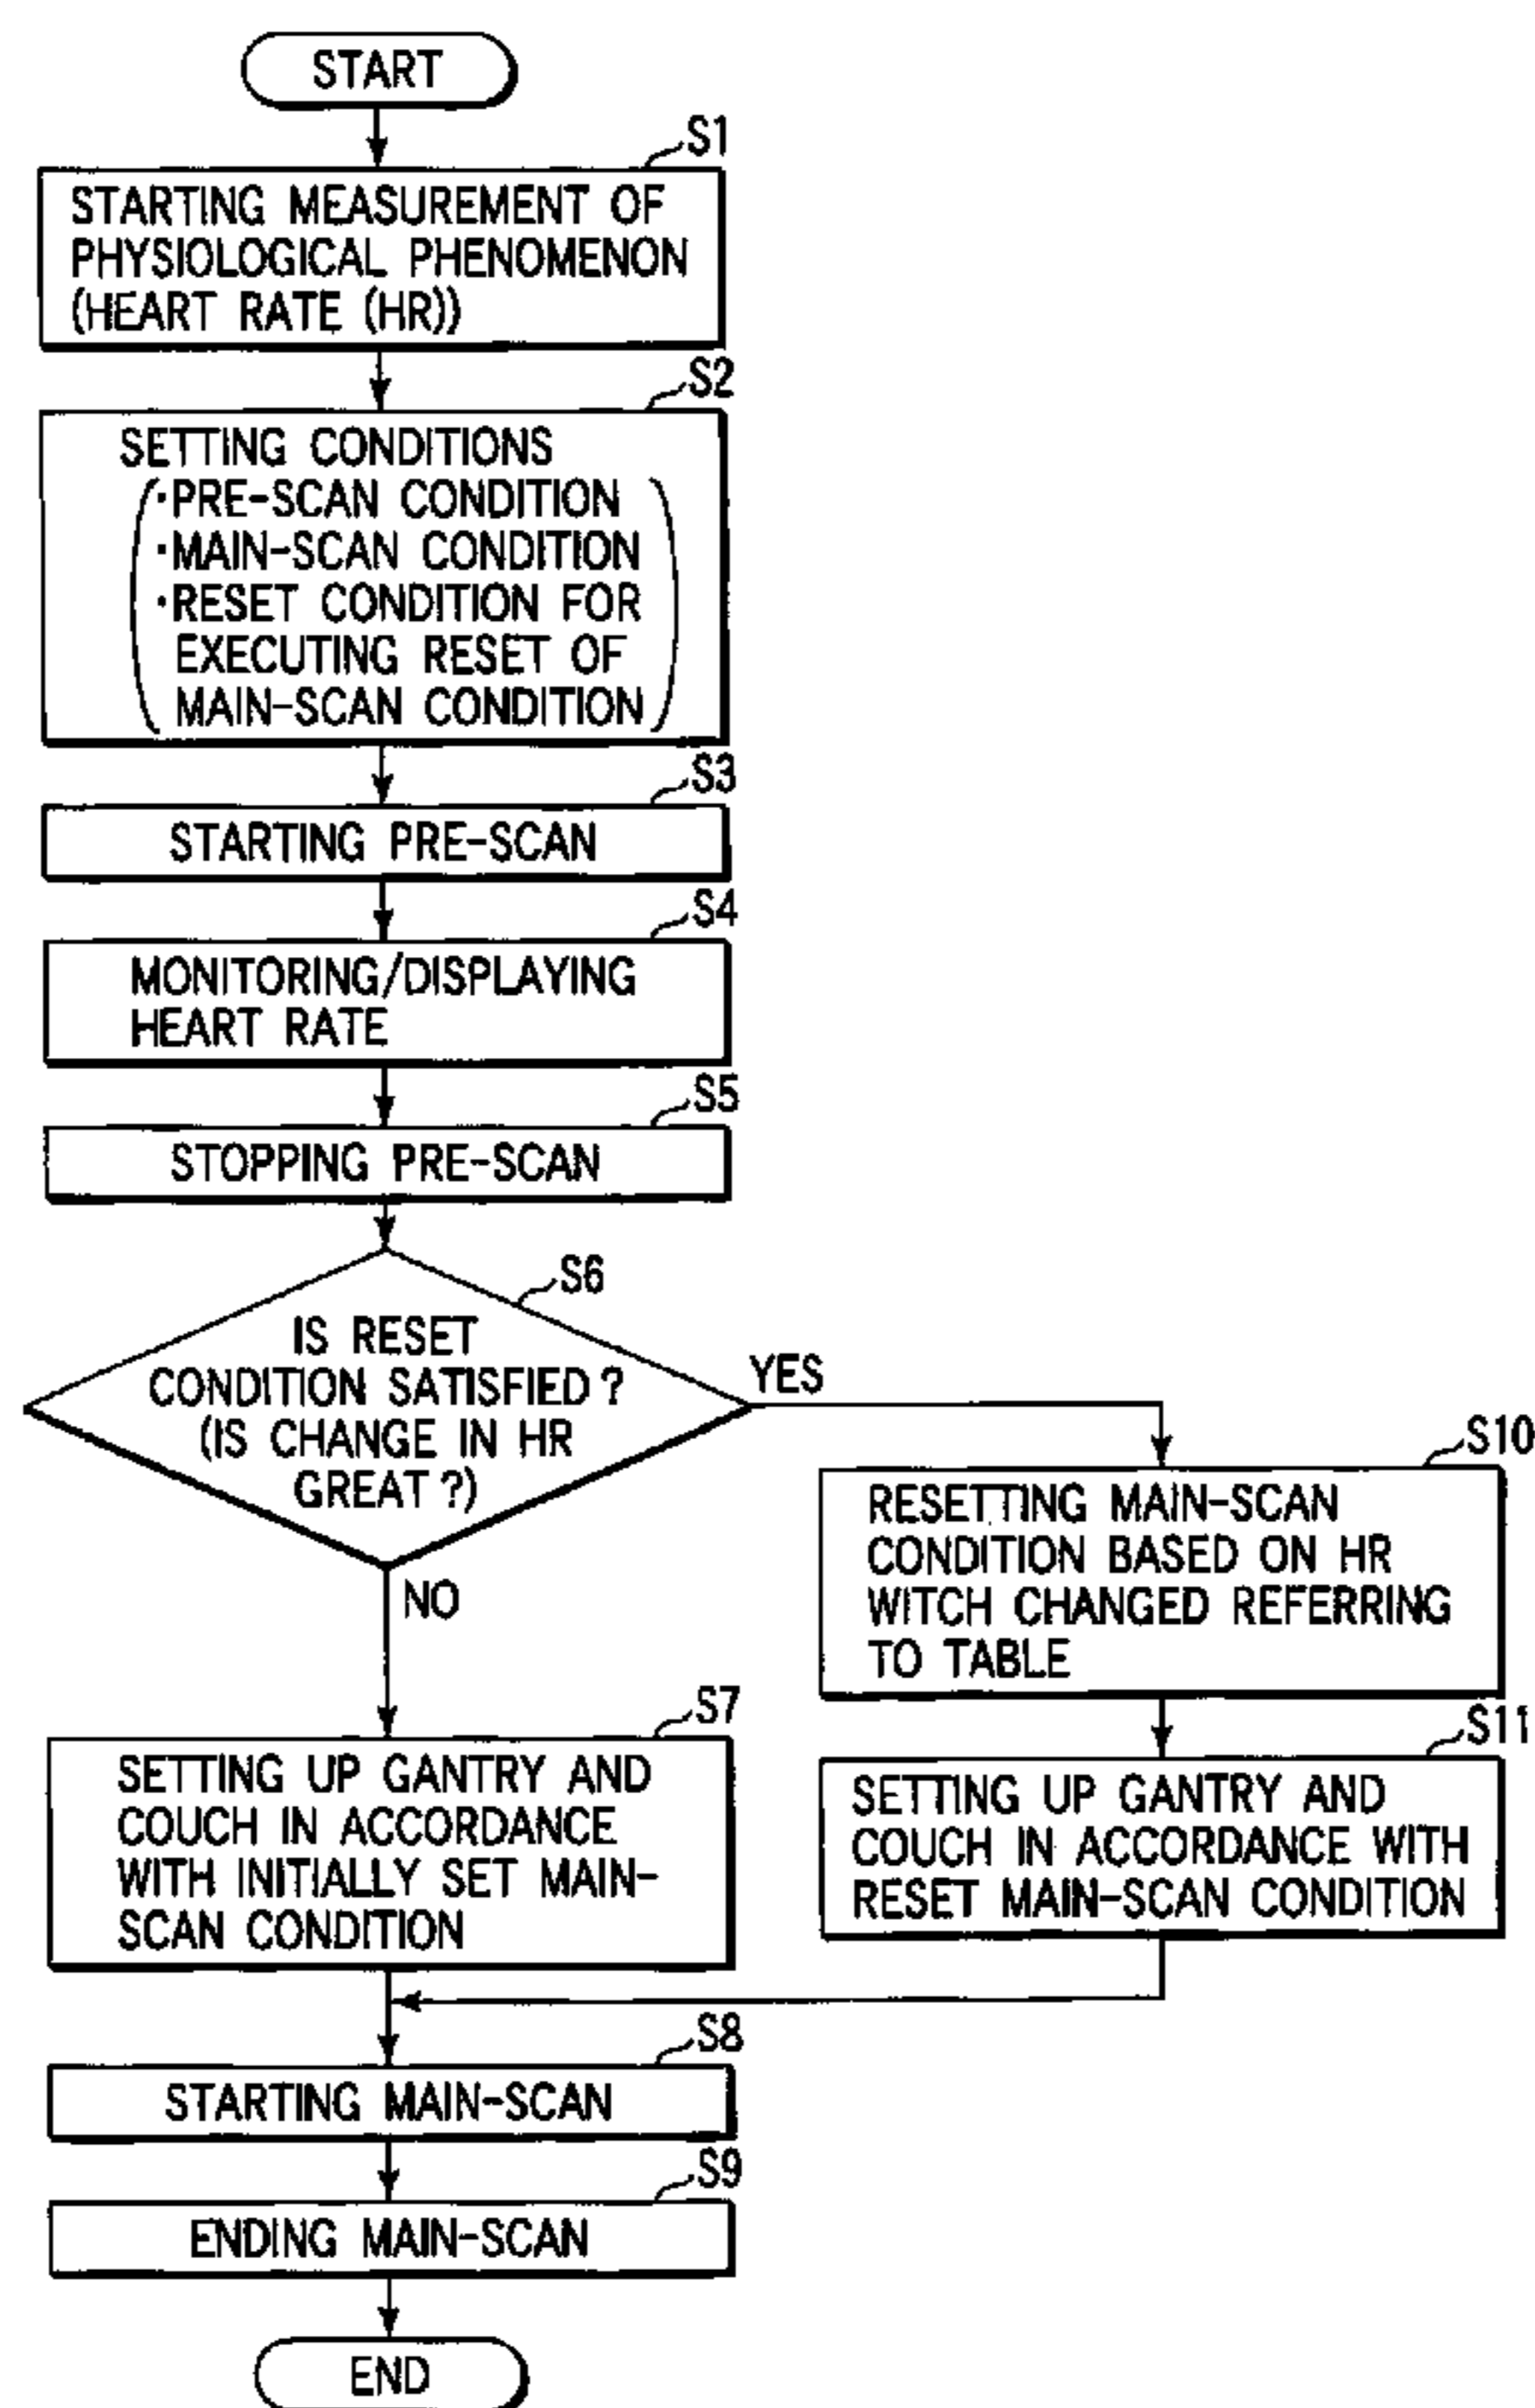 START
S1
STARTING MEASUREMENT OF
PHYSIOLOGICAL PHENOMENON
(HEART RATE (HR))
S2
SETTING CONDITIONS
·PRE-SCAN CONDITION
·MAIN-SCAN CONDITION
·RESET CONDITION FOR
EXECUTING RESET OF
MAIN-SCAN CONDITION
S3
STARTING PRE-SCAN
S4
MONITORING/DISPLAYING
HEART RATE
S5
STOPPING PRE-SCAN
S6
IS RESET
CONDITION SATISFIED?
(IS CHANGE IN HR
GREAT?)
YES
NO
S10
RESETTING MAIN-SCAN
CONDITION BASED ON HR
WITCH CHANGED REFERRING
TO TABLE
S7
SETTING UP GANTRY AND
COUCH IN ACCORDANCE
WITH INITIALLY SET MAIN-
SCAN CONDITION
S11
SETTING UP GANTRY AND
COUCH IN ACCORDANCE WITH
RESET MAIN-SCAN CONDITION
S8
STARTING MAIN-SCAN
S9
ENDING MAIN-SCAN
END